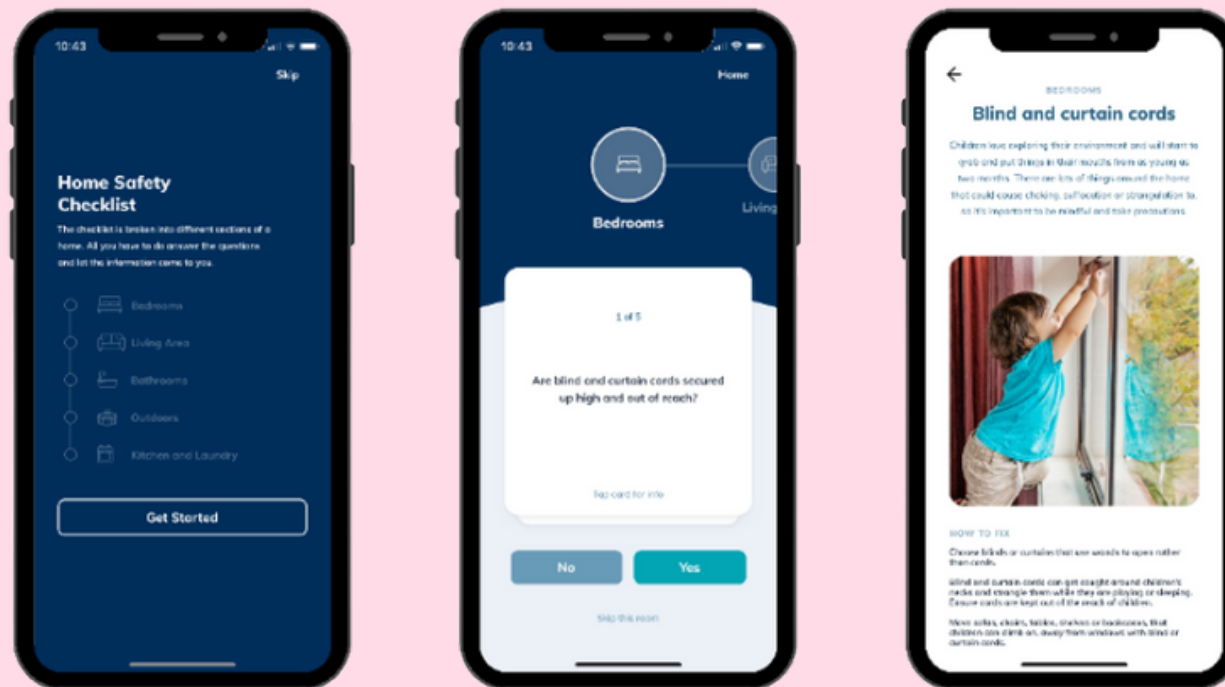 10:43
Skip
Home Safety
Checklist
The checklist is broken into different sections of a
home. All you have to do answer the questions
and let the information come to you.
Bedrooms
Living Area
Bathrooms
Outdoors
Kitchen and Laundry
Get Started
10:43
Home
Bedrooms
Living
1 of 5
Are blind and curtain cords secured
up high and out of reach?
Tap card for info
No
Yes
Skip this room
BEDROOMS
Blind and curtain cords
Children love exploring their environment and will start to
grab and put things in their mouths from as young as
two months. There are lots of things around the home
that could cause choking, suffocation or strangulation to,
so it's important to be mindful and take precautions.
HOW TO FIX
Choose blinds or curtains that use wands to open rather
than cords.
Blind and curtain cords can get caught around children's
necks and strangle them while they are playing or sleeping.
Ensure cords are kept out of the reach of children.
Move sofas, chairs, tables, shelves or bookcases, that
children can climb on, away from windows with blind or
curtain cords.